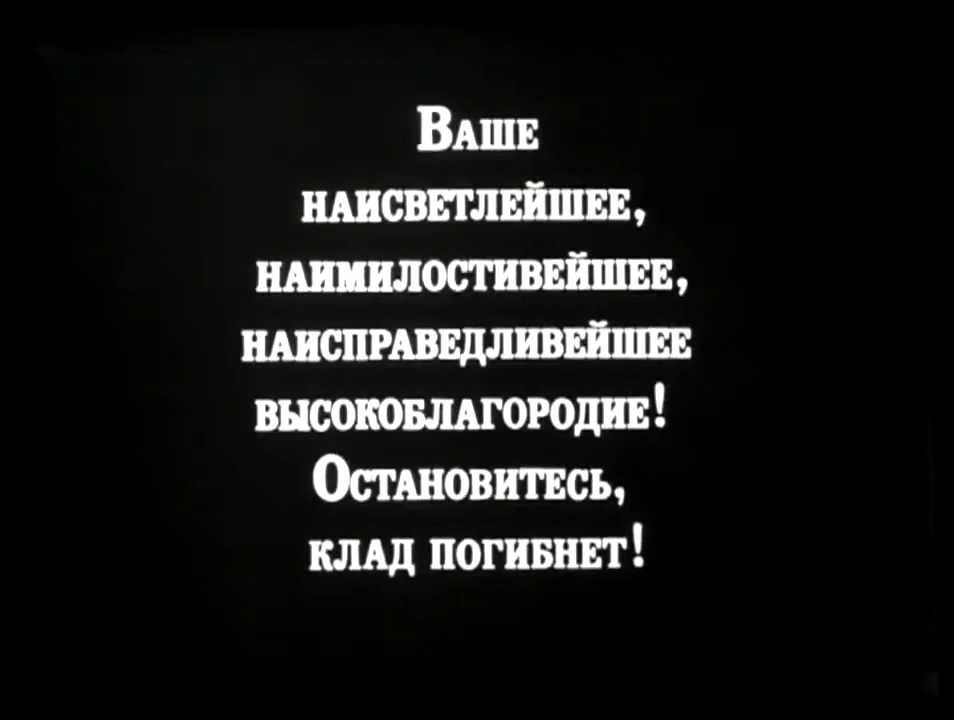 Ваше
наисветлейшее,
наимилостивейшее,
наисправедливейшее
высокоблагородие!
Остановитесь,
клад погибнет!